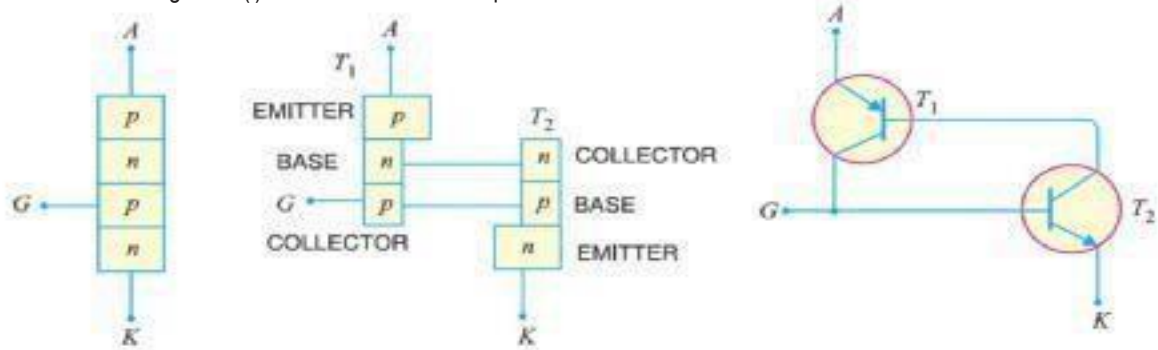 A
p
n
G p
n
K
A
T1
EMITTER p
T2
BASE n
n COLLECTOR
G p
p BASE
COLLECTOR
n EMITTER
K
A
T1
G
T2
K